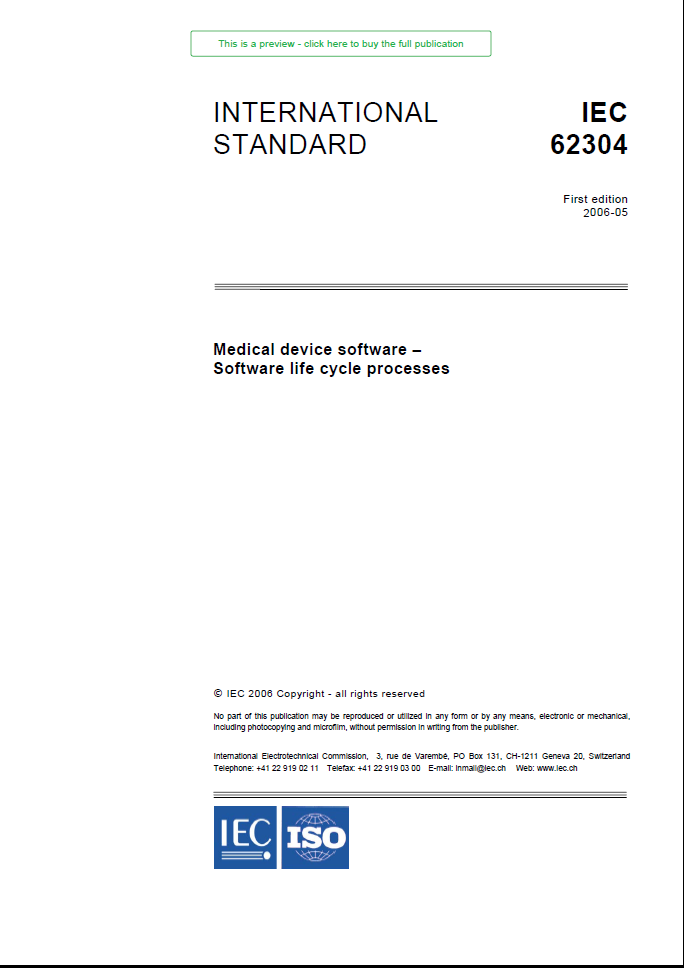 This is a preview - click here to buy the full publication
INTERNATIONAL
STANDARD
IEC
62304
First edition
2006-05
Medical device software –
Software life cycle processes
© IEC 2006 Copyright - all rights reserved
No part of this publication may be reproduced or utilized in any form or by any means, electronic or mechanical,
including photocopying and microfilm, without permission in writing from the publisher.
International Electrotechnical Commission, 3, rue de Varembé, PO Box 131, CH-1211 Geneva 20, Switzerland
Telephone: +41 22 919 02 11 Telefax: +41 22 919 03 00 E-mail: inmail@iec.ch Web: www.iec.ch
IEC ISO